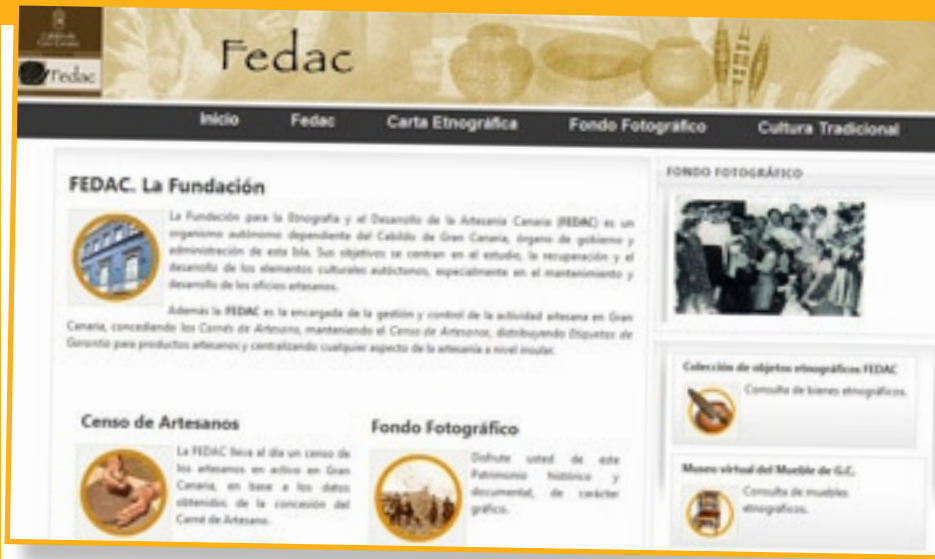 Cabildo de
Gran Canaria
Fedac
Fedac
Inicio Fedac Carta Etnográfica Fondo Fotográfico Cultura Tradicional
FEDAC. La Fundación
La Fundación para la Etnografía y el Desarrollo de la Artesanía Canaria (FEDAC) es un
organismo autónomo dependiente del Cabildo de Gran Canaria, órgano de gobierno y
administración de esta Isla. Sus objetivos se centran en el estudio, la recuperación y el
desarrollo de los elementos culturales autóctonos, especialmente en el mantenimiento y
desarrollo de los oficios artesanos.
Además la FEDAC es la encargada de la gestión y control de la actividad artesana en Gran
Canaria, concediendo los Carnés de Artesano, manteniendo el Censo de Artesanos, distribuyendo Etiquetas de
Garantía para productos artesanos y centralizando cualquier aspecto de la artesanía a nivel insular.
Censo de Artesanos
La FEDAC lleva al día un censo de
los artesanos en activo en Gran
Canaria, en base a los datos
obtenidos de la concesión del
Carné de Artesano.
Fondo Fotográfico
Disfrute usted de este
Patrimonio histórico y
documental, de carácter
gráfico.
FONDO FOTOGRÁFICO
Colección de objetos etnográficos FEDAC
Consulta de bienes etnográficos.
Museo virtual del Mueble de G.C.
Consulta de muebles
etnográficos.